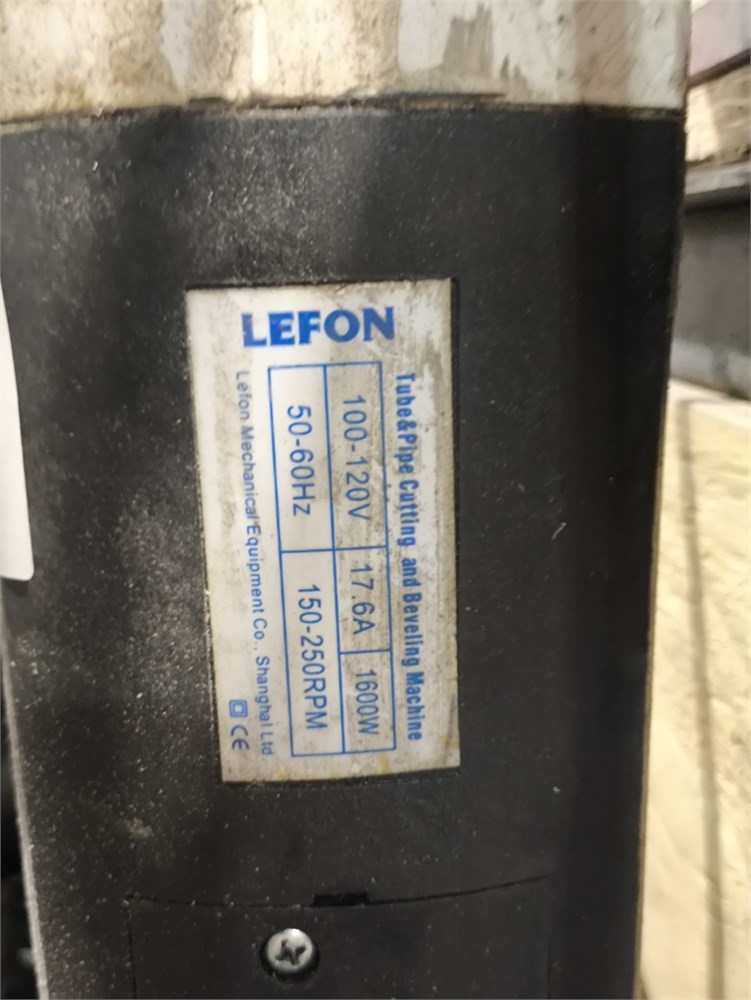 LEFON
Tube&Pipe Cutting and Beveling Machine
100-120V 17.6A 1600W
50-60Hz 150-250RPM
Lefon Mechanical Equipment Co., Shanghai Ltd
CE